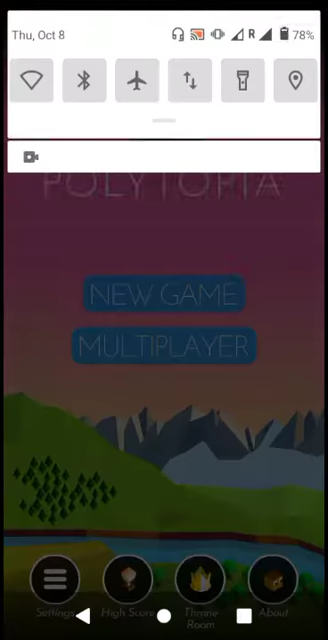 Thu, Oct 8
R
78%
POLYTOPIA
NEW GAME
MULTIPLAYER
Settings
High Score
Throne
Room
About